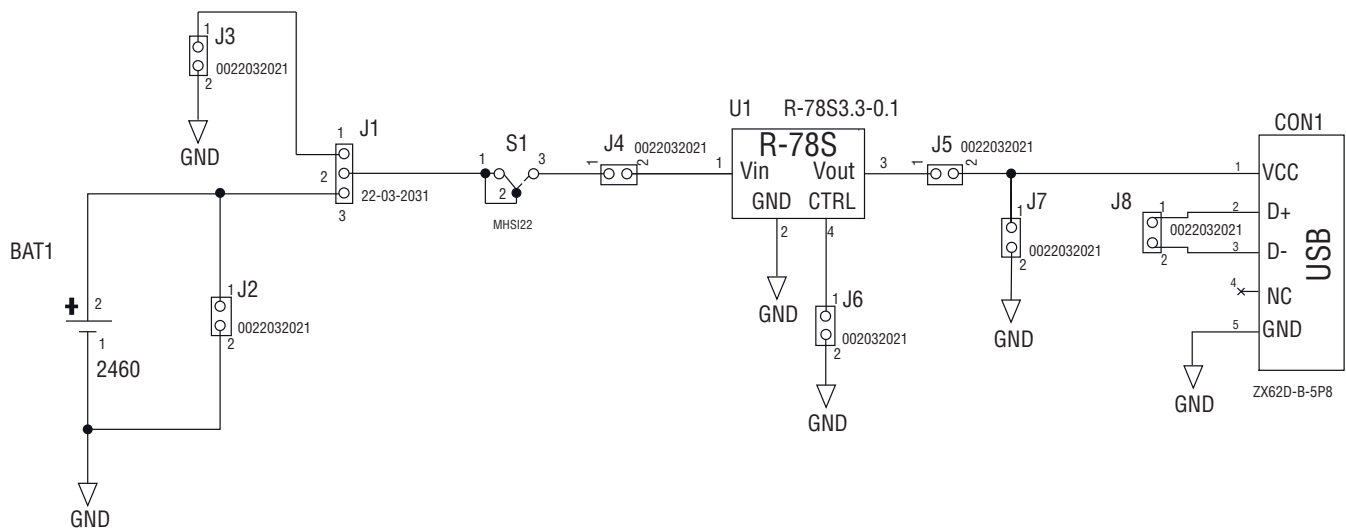 1
J3
0022032021
2
GND
1
J1
2
22-03-2031
3
S1
1
3
2
MHSI22
J4
0022032021
1
2
U1
R-78S3.3-0.1
R-78S
1
Vin
Vout
3
GND
CTRL
2
4
GND
1
J6
002032021
2
GND
J5
0022032021
1
2
1
J7
0022032021
2
GND
J8
1
0022032021
2
CON1
1
VCC
2
D+
3
D-
4
NC
5
GND
USB
ZX62D-B-5P8
GND
BAT1
+
2
1
2460
1
J2
0022032021
2
GND